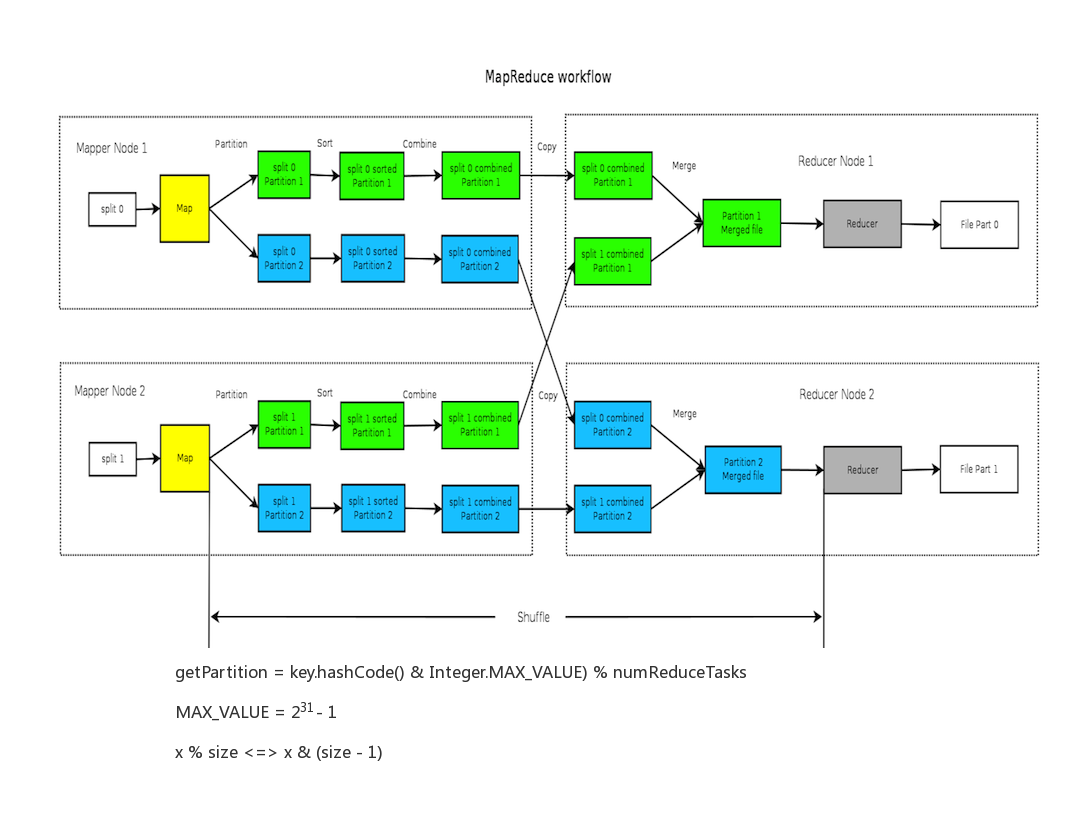 MapReduce workflow
Mapper Node 1
Partition
Sort
Combine
Copy
split 0
Map
split 0
Partition 1
split 0 sorted
Partition 1
split 0 combined
Partition 1
split 0
Partition 2
split 0 sorted
Partition 2
split 0 combined
Partition 2
Reducer Node 1
split 0 combined
Partition 1
Merge
split 1 combined
Partition 1
Partition 1
Merged file
Reducer
File Part 0
Mapper Node 2
Partition
Sort
Combine
Copy
split 1
Map
split 1
Partition 1
split 1 sorted
Partition 1
split 1 combined
Partition 1
split 1
Partition 2
split 1 sorted
Partition 2
split 1 combined
Partition 2
Reducer Node 2
split 0 combined
Partition 2
Merge
split 1 combined
Partition 2
Partition 2
Merged file
Reducer
File Part 1
Shuffle
getPartition = key.hashCode() & Integer.MAX_VALUE) % numReduceTasks
MAX_VALUE = 2³¹ - 1
x % size <=> x & (size - 1)